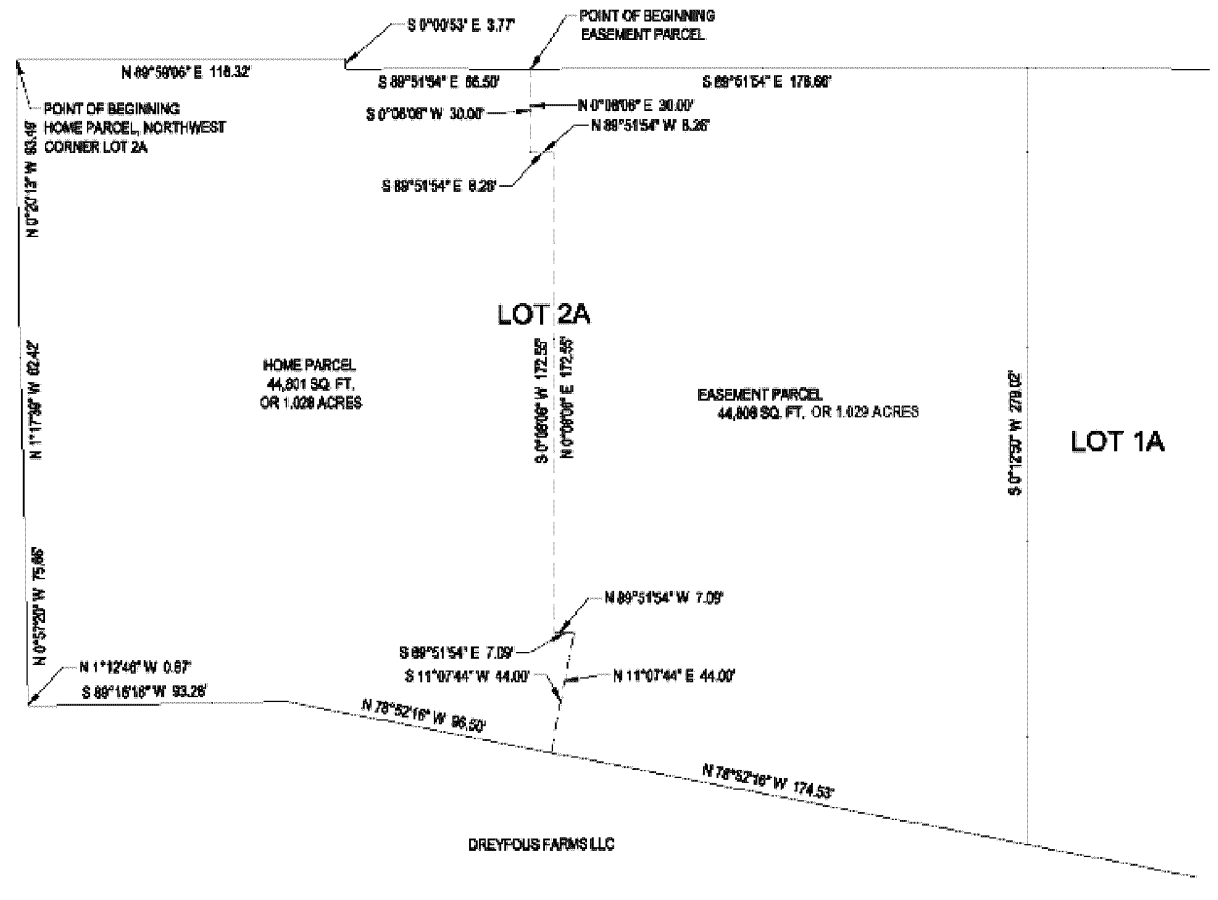 S 0°00'53" E 3.77'
POINT OF BEGINNING
EASEMENT PARCEL
N 89°59'06" E 118.32'
S 89°51'54" E 66.50'
S 89°51'54" E 178.66'
POINT OF BEGINNING
HOME PARCEL, NORTHWEST
CORNER LOT 2A
N 0°20'13" W 93.49'
S 0°08'06" W 30.00'
N 0°08'06" E 30.00'
N 89°51'54" W 8.26'
S 89°51'54" E 8.26'
LOT 2A
HOME PARCEL
44,801 SQ. FT.
OR 1.028 ACRES
N 1°17'39" W 62.42'
S 0°08'06" W 172.55'
N 0°08'06" E 172.55'
EASEMENT PARCEL
44,808 SQ. FT. OR 1.029 ACRES
S 0°12'50" W 279.02'
LOT 1A
N 0°57'20" W 75.66'
N 89°51'54" W 7.09'
S 89°51'54" E 7.09'
N 1°12'46" W 0.67'
S 89°16'16" W 93.26'
S 11°07'44" W 44.00'
N 11°07'44" E 44.00'
N 78°52'16" W 96.50'
N 78°52'16" W 174.53'
DREYFOUS FARMS LLC